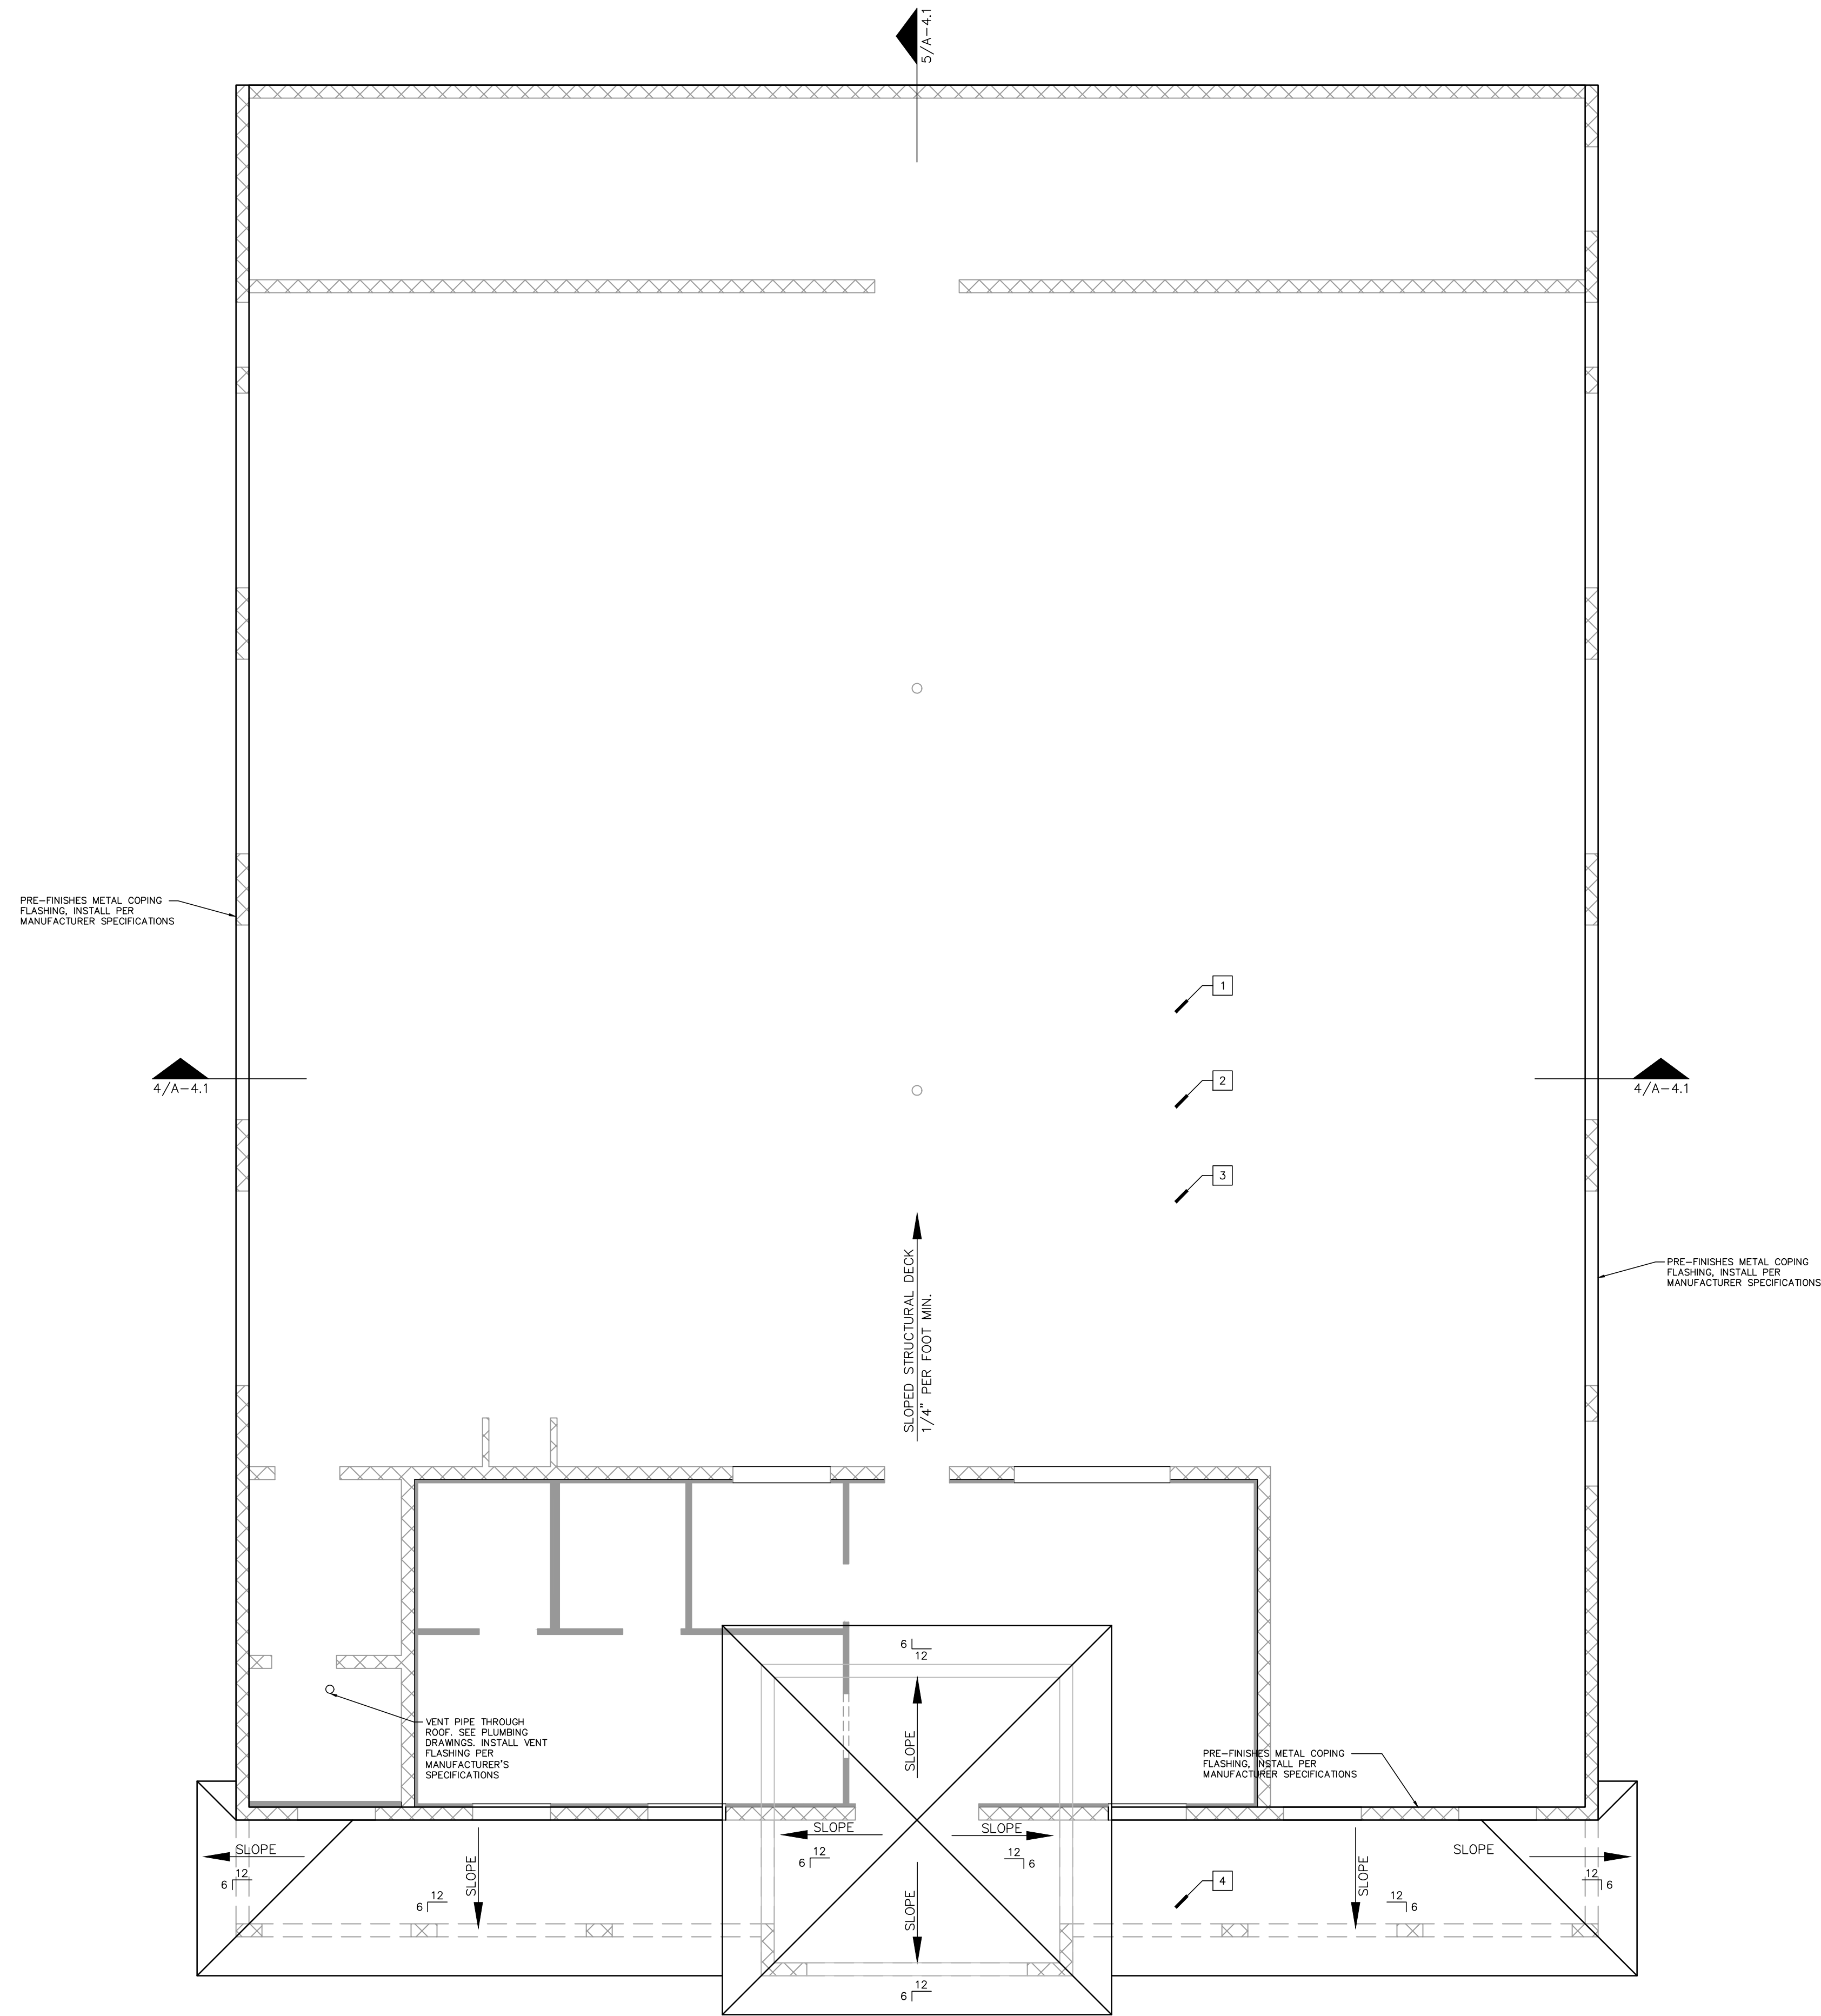 5/A-4.1
PRE-FINISHES METAL COPING
FLASHING, INSTALL PER
MANUFACTURER SPECIFICATIONS
1
4/A-4.1
2
4/A-4.1
3
SLOPED STRUCTURAL DECK
1/4" PER FOOT MIN.
PRE-FINISHES METAL COPING
FLASHING, INSTALL PER
MANUFACTURER SPECIFICATIONS
6
12
VENT PIPE THROUGH
ROOF. SEE PLUMBING
DRAWINGS. INSTALL VENT
FLASHING PER
MANUFACTURER'S
SPECIFICATIONS
SLOPE
PRE-FINISHES METAL COPING
FLASHING, INSTALL PER
MANUFACTURER SPECIFICATIONS
SLOPE
SLOPE
12
6
12
6
SLOPE
12
6
SLOPE
12
6
SLOPE
4
SLOPE
12
6
SLOPE
12
6
SLOPE
6
12